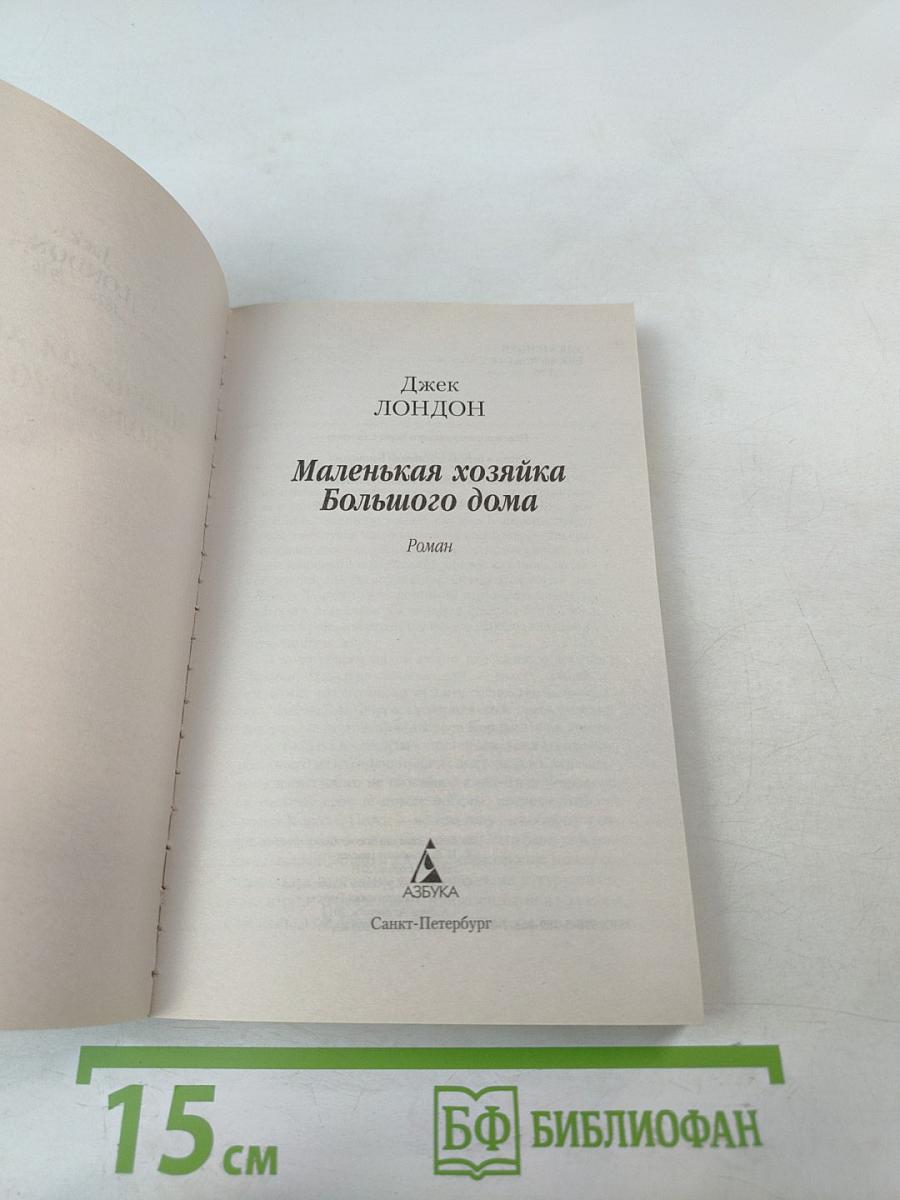 Джек
ЛОНДОН
Маленькая хозяйка
Большого дома
Роман
АЗБУКА
Санкт-Петербург
15 см
БФ БИБЛИОФАН